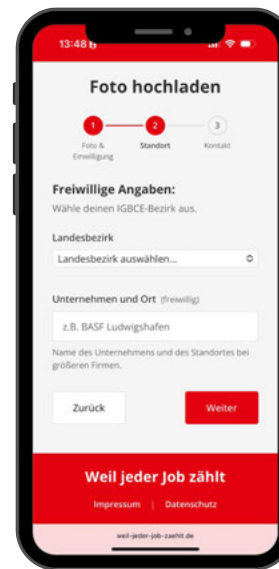 13:48
Foto hochladen
1 2 3
Foto & Einwilligung
Standort
Kontakt
Freiwillige Angaben:
Wähle deinen IGBCE-Bezirk aus.
Landesbezirk
Landesbezirk auswählen...
Unternehmen und Ort (freiwillig)
z.B. BASF Ludwigshafen
Name des Unternehmens und des Standortes bei
größeren Firmen.
Zurück Weiter
Weil jeder Job zählt
Impressum | Datenschutz
weil-jeder-job-zaehlt.de